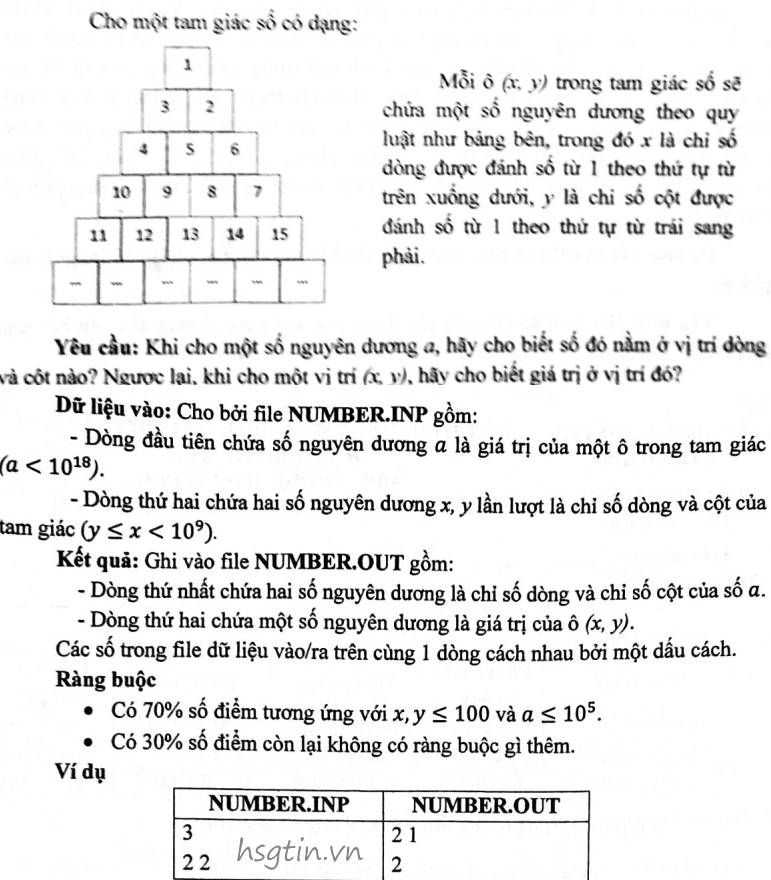 Cho một tam giác số có dạng:
1
3 2
4 5 6
10 9 8 7
11 12 13 14 15
... ... ... ... ... ...
Mỗi ô (x, y) trong tam giác số sẽ
chứa một số nguyên dương theo quy
luật như bảng bên, trong đó x là chỉ số
dòng được đánh số từ 1 theo thứ tự từ
trên xuống dưới, y là chỉ số cột được
đánh số từ 1 theo thứ tự từ trái sang
phải.
Yêu cầu: Khi cho một số nguyên dương a, hãy cho biết số đó nằm ở vị trí dòng
và cột nào? Ngược lại, khi cho một vị trí (x, y), hãy cho biết giá trị ở vị trí đó?
Dữ liệu vào: Cho bởi file NUMBER.INP gồm:
- Dòng đầu tiên chứa số nguyên dương a là giá trị của một ô trong tam giác
(a < 10¹⁸).
- Dòng thứ hai chứa hai số nguyên dương x, y lần lượt là chỉ số dòng và cột của
tam giác (y ≤ x < 10⁹).
Kết quả: Ghi vào file NUMBER.OUT gồm:
- Dòng thứ nhất chứa hai số nguyên dương là chỉ số dòng và chỉ số cột của số a.
- Dòng thứ hai chứa một số nguyên dương là giá trị của ô (x, y).
Các số trong file dữ liệu vào/ra trên cùng 1 dòng cách nhau bởi một dấu cách.
Ràng buộc
• Có 70% số điểm tương ứng với x, y ≤ 100 và a ≤ 10⁵.
• Có 30% số điểm còn lại không có ràng buộc gì thêm.
Ví dụ
NUMBER.INP NUMBER.OUT
3 2 1
2 2 2
hsgtin.vn